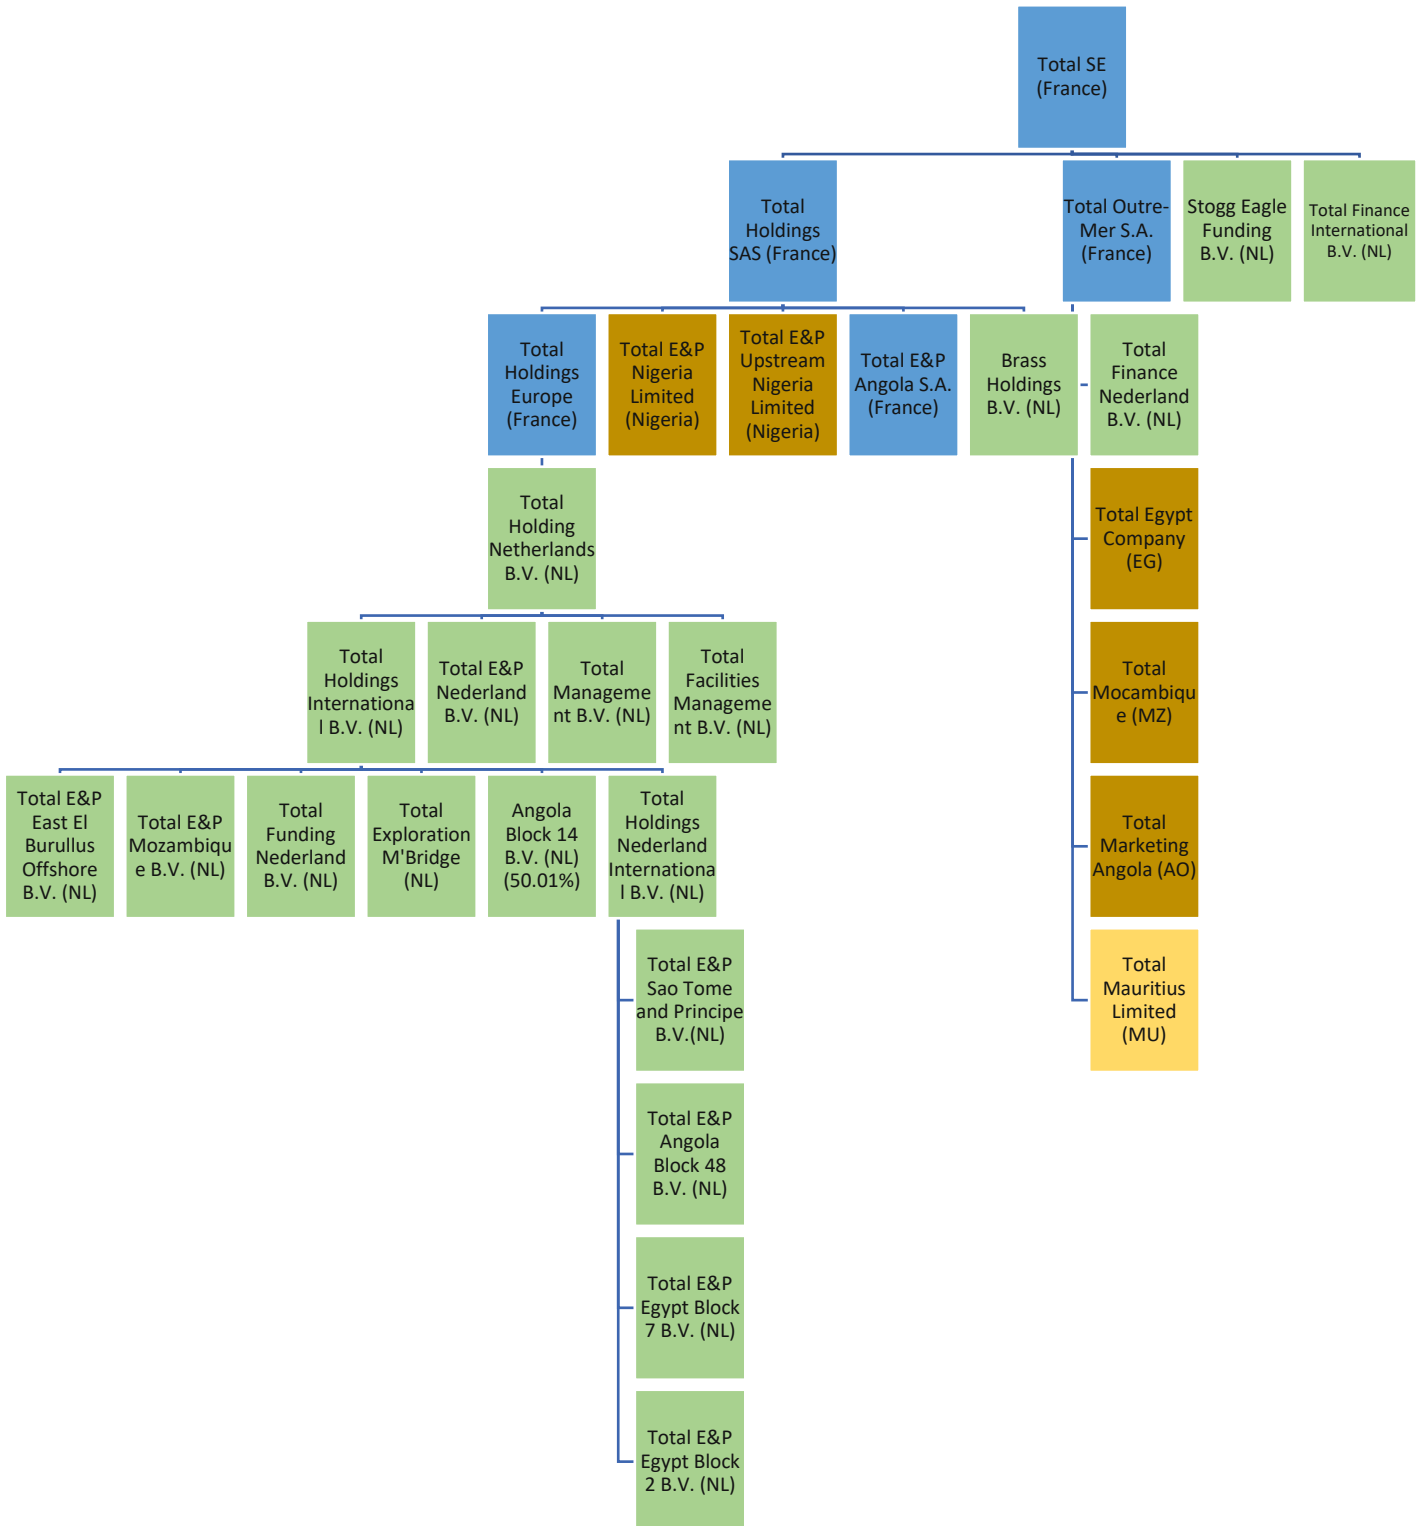 Total SE
(France)
Total
Holdings
SAS (France)
Total Outre-
Mer S.A.
(France)
Stogg Eagle
Funding
B.V. (NL)
Total Finance
International
B.V. (NL)
Total
Holdings
Europe
(France)
Total E&P
Nigeria
Limited
(Nigeria)
Total E&P
Upstream
Nigeria
Limited
(Nigeria)
Total E&P
Angola S.A.
(France)
Brass
Holdings
B.V. (NL)
Total
Finance
Nederland
B.V. (NL)
Total
Holding
Netherlands
B.V. (NL)
Total Egypt
Company
(EG)
Total
Holdings
Internationa
l B.V. (NL)
Total E&P
Nederland
B.V. (NL)
Total
Manageme
nt B.V. (NL)
Total
Facilities
Manageme
nt B.V. (NL)
Total
Mocambiqu
e (MZ)
Total E&P
East El
Burullus
Offshore
B.V. (NL)
Total E&P
Mozambiqu
e B.V. (NL)
Total
Funding
Nederland
B.V. (NL)
Total
Exploration
M'Bridge
(NL)
Angola
Block 14
B.V. (NL)
(50.01%)
Total
Holdings
Nederland
Internationa
l B.V. (NL)
Total
Marketing
Angola (AO)
Total E&P
Sao Tome
and Principe
B.V.(NL)
Total
Mauritius
Limited
(MU)
Total E&P
Angola
Block 48
B.V. (NL)
Total E&P
Egypt Block
7 B.V. (NL)
Total E&P
Egypt Block
2 B.V. (NL)